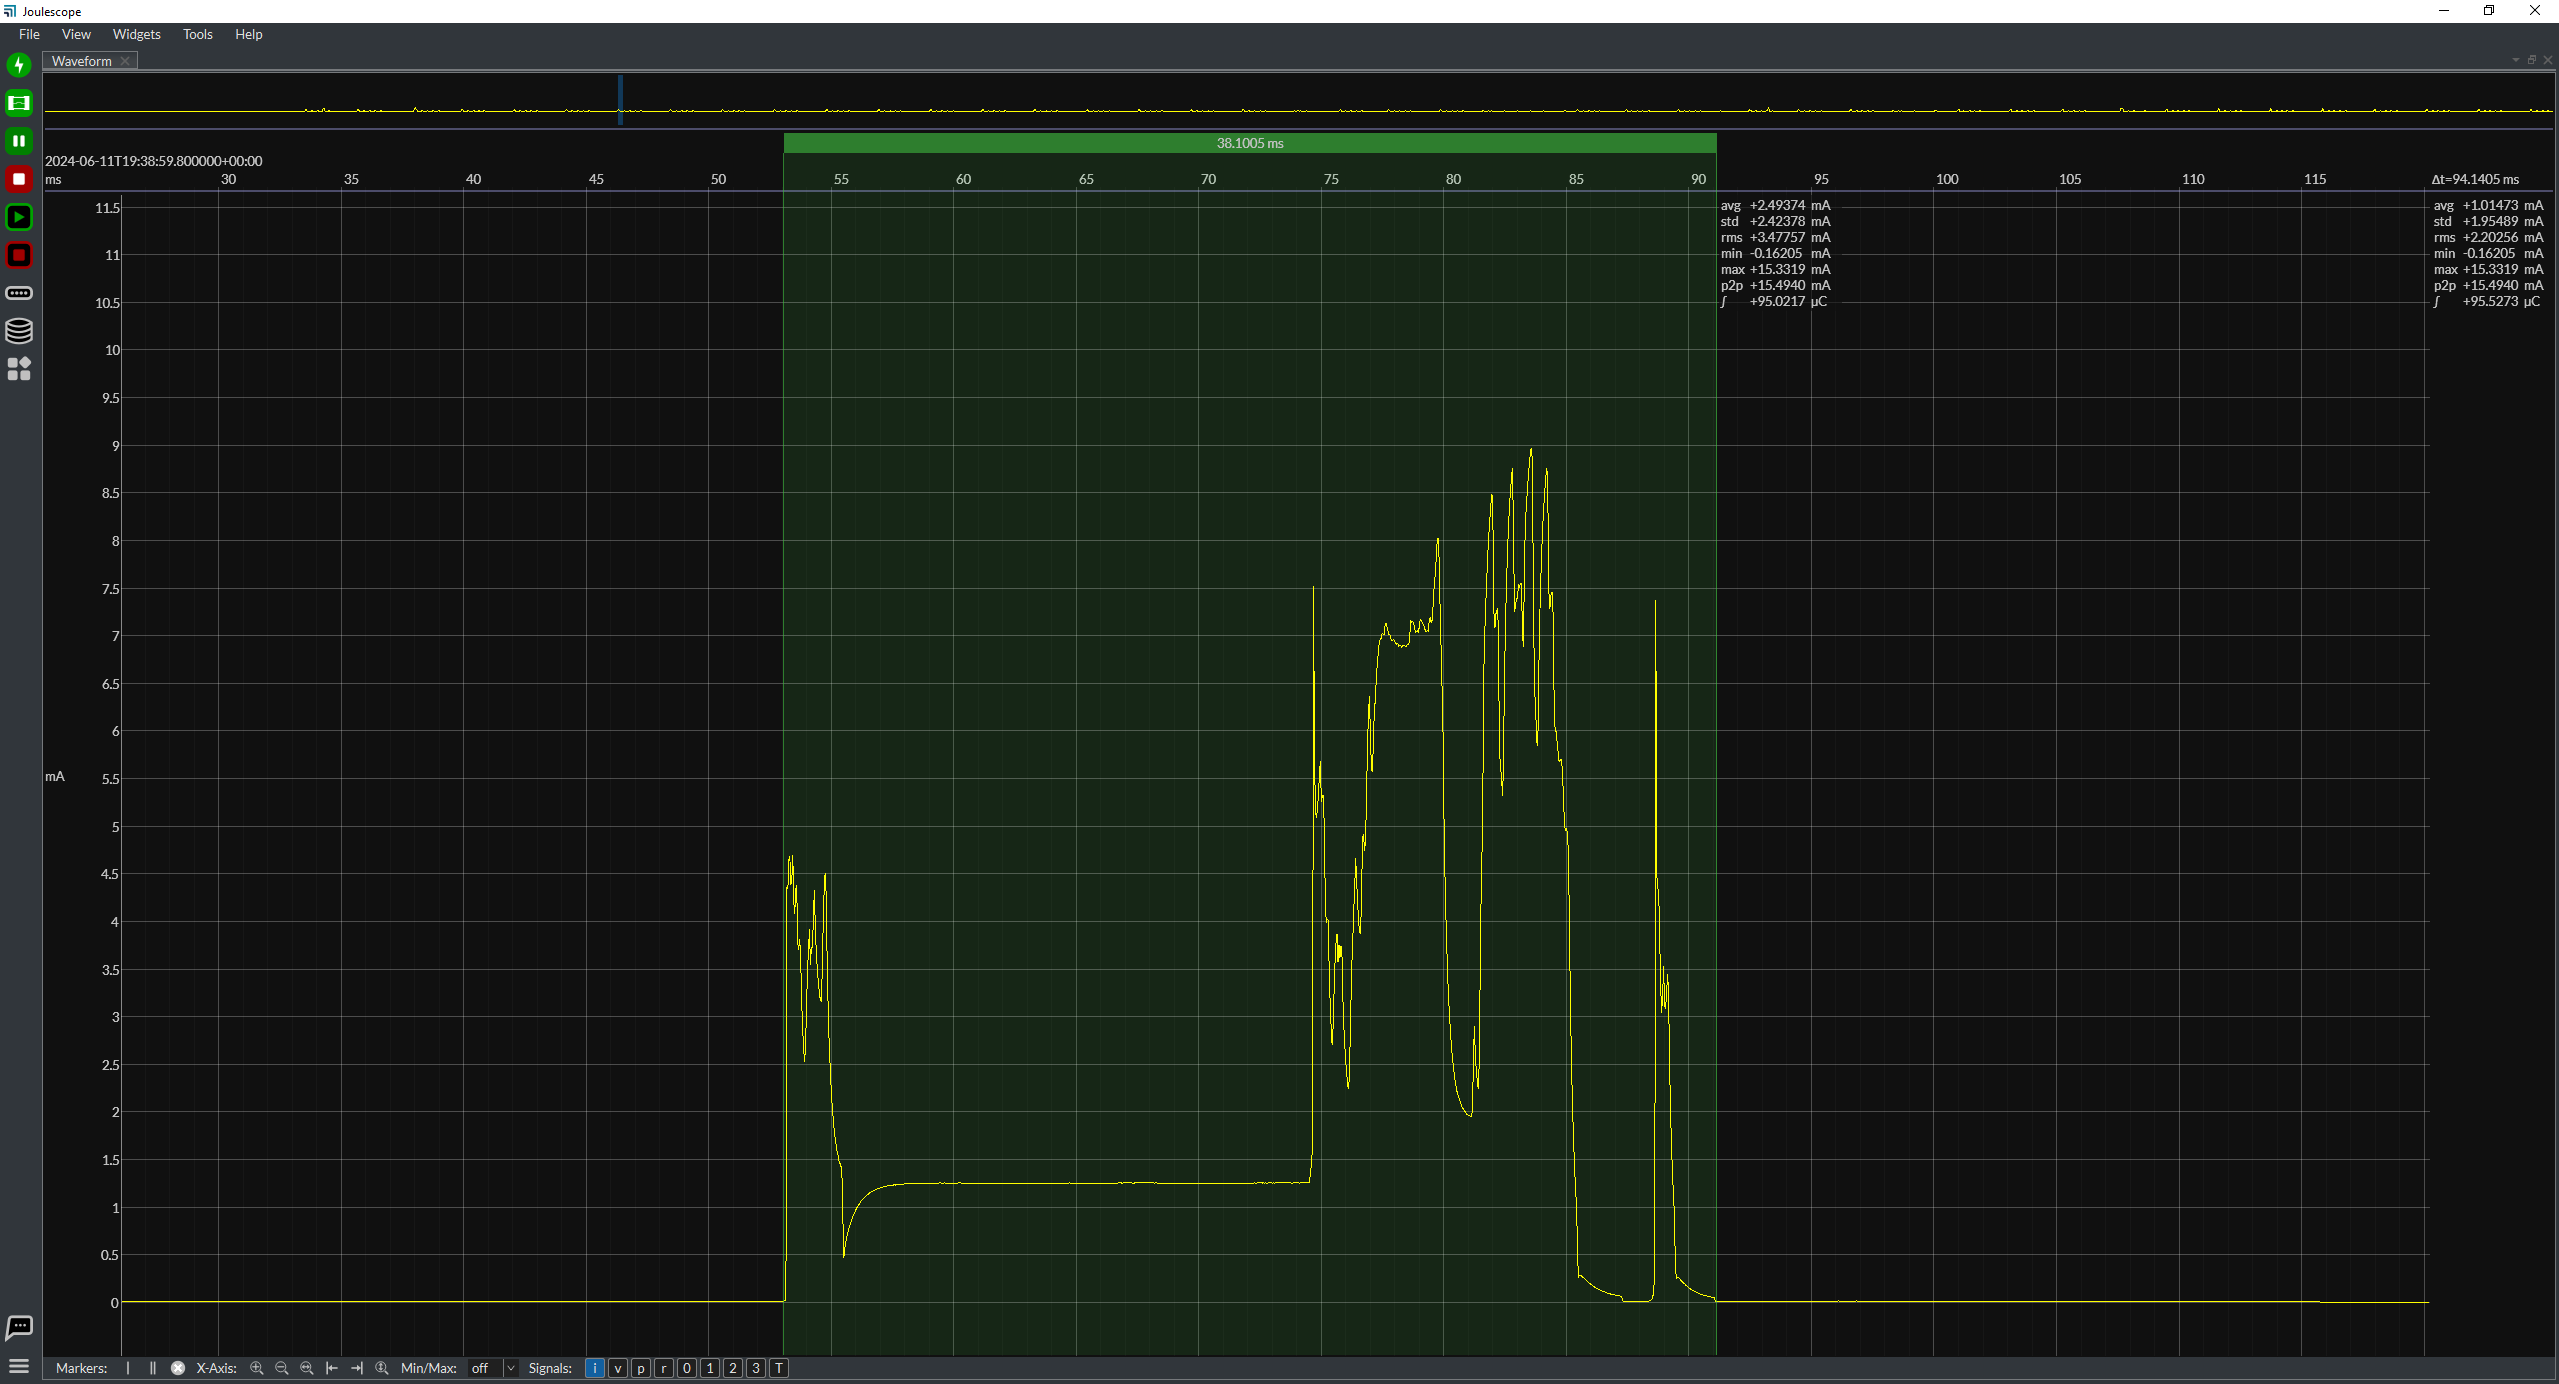 Joulescope
File View Widgets Tools Help
Waveform
38.1005 ms
2024-06-11T19:38:59.800000+00:00
ms 30 35 40 45 50 55 60 65 70 75 80 85 90 95 100 105 110 115 Δt=94.1405 ms
avg +2.49374 mA
std +2.42378 mA
rms +3.47757 mA
min -0.16205 mA
max +15.3319 mA
p2p +15.4940 mA
∫ +95.0217 µC
avg +1.01473 mA
std +1.95489 mA
rms +2.20256 mA
min -0.16205 mA
max +15.3319 mA
p2p +15.4940 mA
∫ +95.5273 µC
11.5
11
10.5
10
9.5
9
8.5
8
7.5
7
6.5
6
mA 5.5
5
4.5
4
3.5
3
2.5
2
1.5
1
0.5
0
Markers: X-Axis: Min/Max: off Signals: i v p r 0 1 2 3 T